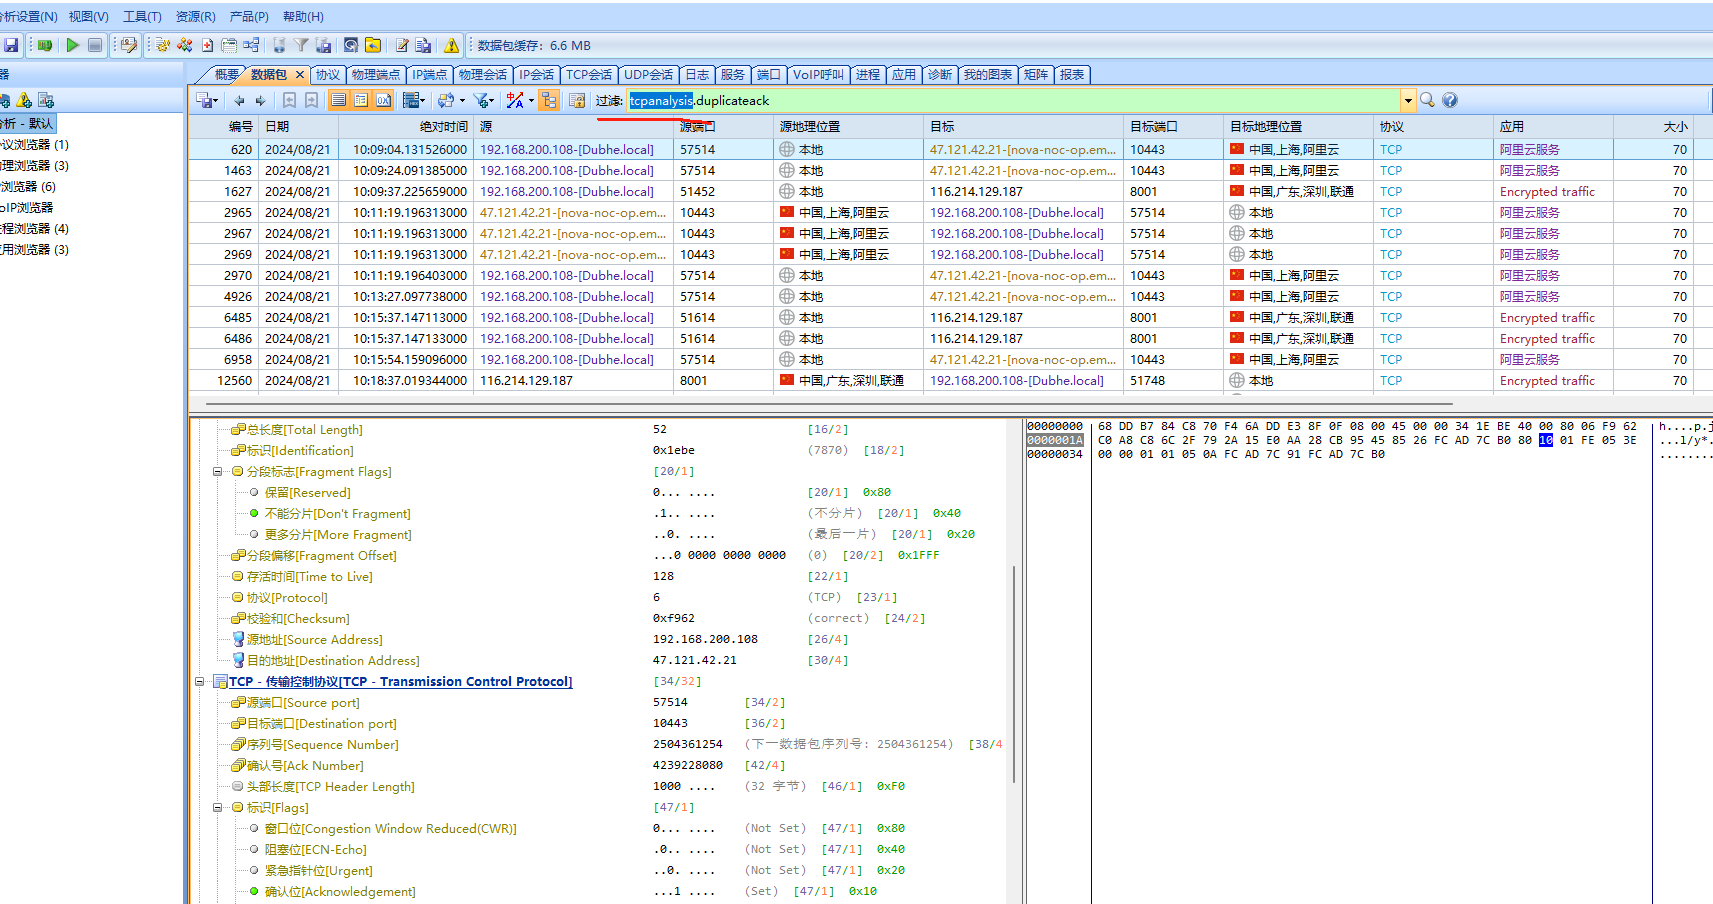 分析设置(N) 视图(V) 工具(T) 资源(R) 产品(P) 帮助(H)
数据包缓存: 6.6 MB
器
概要 数据包 × 协议 物理端点 IP端点 物理会话 IP会话 TCP会话 UDP会话 日志 服务 端口 VoIP呼叫 进程 应用 诊断 我的图表 矩阵 报表
过滤: tcpanalysis.duplicateack
分析 - 默认
议浏览器 (1)
理浏览器 (3)
浏览器 (6)
oIP浏览器
程浏览器 (4)
用浏览器 (3)
编号 日期 绝对时间 源 源端口 源地理位置 目标 目标端口 目标地理位置 协议 应用 大小
620 2024/08/21 10:09:04.131526000 192.168.200.108-[Dubhe.local] 57514 本地 47.121.42.21-[nova-noc-op.em... 10443 中国,上海,阿里云 TCP 阿里云服务 70
1463 2024/08/21 10:09:24.091385000 192.168.200.108-[Dubhe.local] 57514 本地 47.121.42.21-[nova-noc-op.em... 10443 中国,上海,阿里云 TCP 阿里云服务 70
1627 2024/08/21 10:09:37.225659000 192.168.200.108-[Dubhe.local] 51452 本地 116.214.129.187 8001 中国,广东,深圳,联通 TCP Encrypted traffic 70
2965 2024/08/21 10:11:19.196313000 47.121.42.21-[nova-noc-op.em... 10443 中国,上海,阿里云 192.168.200.108-[Dubhe.local] 57514 本地 TCP 阿里云服务 70
2967 2024/08/21 10:11:19.196313000 47.121.42.21-[nova-noc-op.em... 10443 中国,上海,阿里云 192.168.200.108-[Dubhe.local] 57514 本地 TCP 阿里云服务 70
2969 2024/08/21 10:11:19.196313000 47.121.42.21-[nova-noc-op.em... 10443 中国,上海,阿里云 192.168.200.108-[Dubhe.local] 57514 本地 TCP 阿里云服务 70
2970 2024/08/21 10:11:19.196403000 192.168.200.108-[Dubhe.local] 57514 本地 47.121.42.21-[nova-noc-op.em... 10443 中国,上海,阿里云 TCP 阿里云服务 70
4926 2024/08/21 10:13:27.097738000 192.168.200.108-[Dubhe.local] 57514 本地 47.121.42.21-[nova-noc-op.em... 10443 中国,上海,阿里云 TCP 阿里云服务 70
6485 2024/08/21 10:15:37.147113000 192.168.200.108-[Dubhe.local] 51614 本地 116.214.129.187 8001 中国,广东,深圳,联通 TCP Encrypted traffic 70
6486 2024/08/21 10:15:37.147133000 192.168.200.108-[Dubhe.local] 51614 本地 116.214.129.187 8001 中国,广东,深圳,联通 TCP Encrypted traffic 70
6958 2024/08/21 10:15:54.159096000 192.168.200.108-[Dubhe.local] 57514 本地 47.121.42.21-[nova-noc-op.em... 10443 中国,上海,阿里云 TCP 阿里云服务 70
12560 2024/08/21 10:18:37.019344000 116.214.129.187 8001 中国,广东,深圳,联通 192.168.200.108-[Dubhe.local] 51748 本地 TCP Encrypted traffic 70
总长度[Total Length] 52 [16/2]
标识[Identification] 0x1ebe (7870) [18/2]
分段标志[Fragment Flags] [20/1]
保留[Reserved] 0... .... [20/1] 0x80
不能分片[Don't Fragment] .1.. .... (不分片) [20/1] 0x40
更多分片[More Fragment] ..0. .... (最后一片) [20/1] 0x20
分段偏移[Fragment Offset] ...0 0000 0000 0000 (0) [20/2] 0x1FFF
存活时间[Time to Live] 128 [22/1]
协议[Protocol] 6 (TCP) [23/1]
校验和[Checksum] 0xf962 (correct) [24/2]
源地址[Source Address] 192.168.200.108 [26/4]
目的地址[Destination Address] 47.121.42.21 [30/4]
TCP - 传输控制协议[TCP - Transmission Control Protocol] [34/32]
源端口[Source port] 57514 [34/2]
目标端口[Destination port] 10443 [36/2]
序列号[Sequence Number] 2504361254 (下一数据包序列号: 2504361254) [38/4
确认号[Ack Number] 4239228080 [42/4]
头部长度[TCP Header Length] 1000 .... (32 字节) [46/1] 0xF0
标识[Flags] [47/1]
窗口位[Congestion Window Reduced(CWR)] 0... .... (Not Set) [47/1] 0x80
阻塞位[ECN-Echo] .0.. .... (Not Set) [47/1] 0x40
紧急指针位[Urgent] ..0. .... (Not Set) [47/1] 0x20
确认位[Acknowledgement] ...1 .... (Set) [47/1] 0x10
00000000 68 DD B7 84 C8 70 F4 6A DD E3 8F 0F 08 00 45 00 00 34 1E BE 40 00 80 06 F9 62 h....p.j
0000001A C0 A8 C8 6C 2F 79 2A 15 E0 AA 28 CB 95 45 85 26 FC AD 7C B0 80 10 01 FE 05 3E ...l/y*.
00000034 00 00 01 01 05 0A FC AD 7C 91 FC AD 7C B0 ........